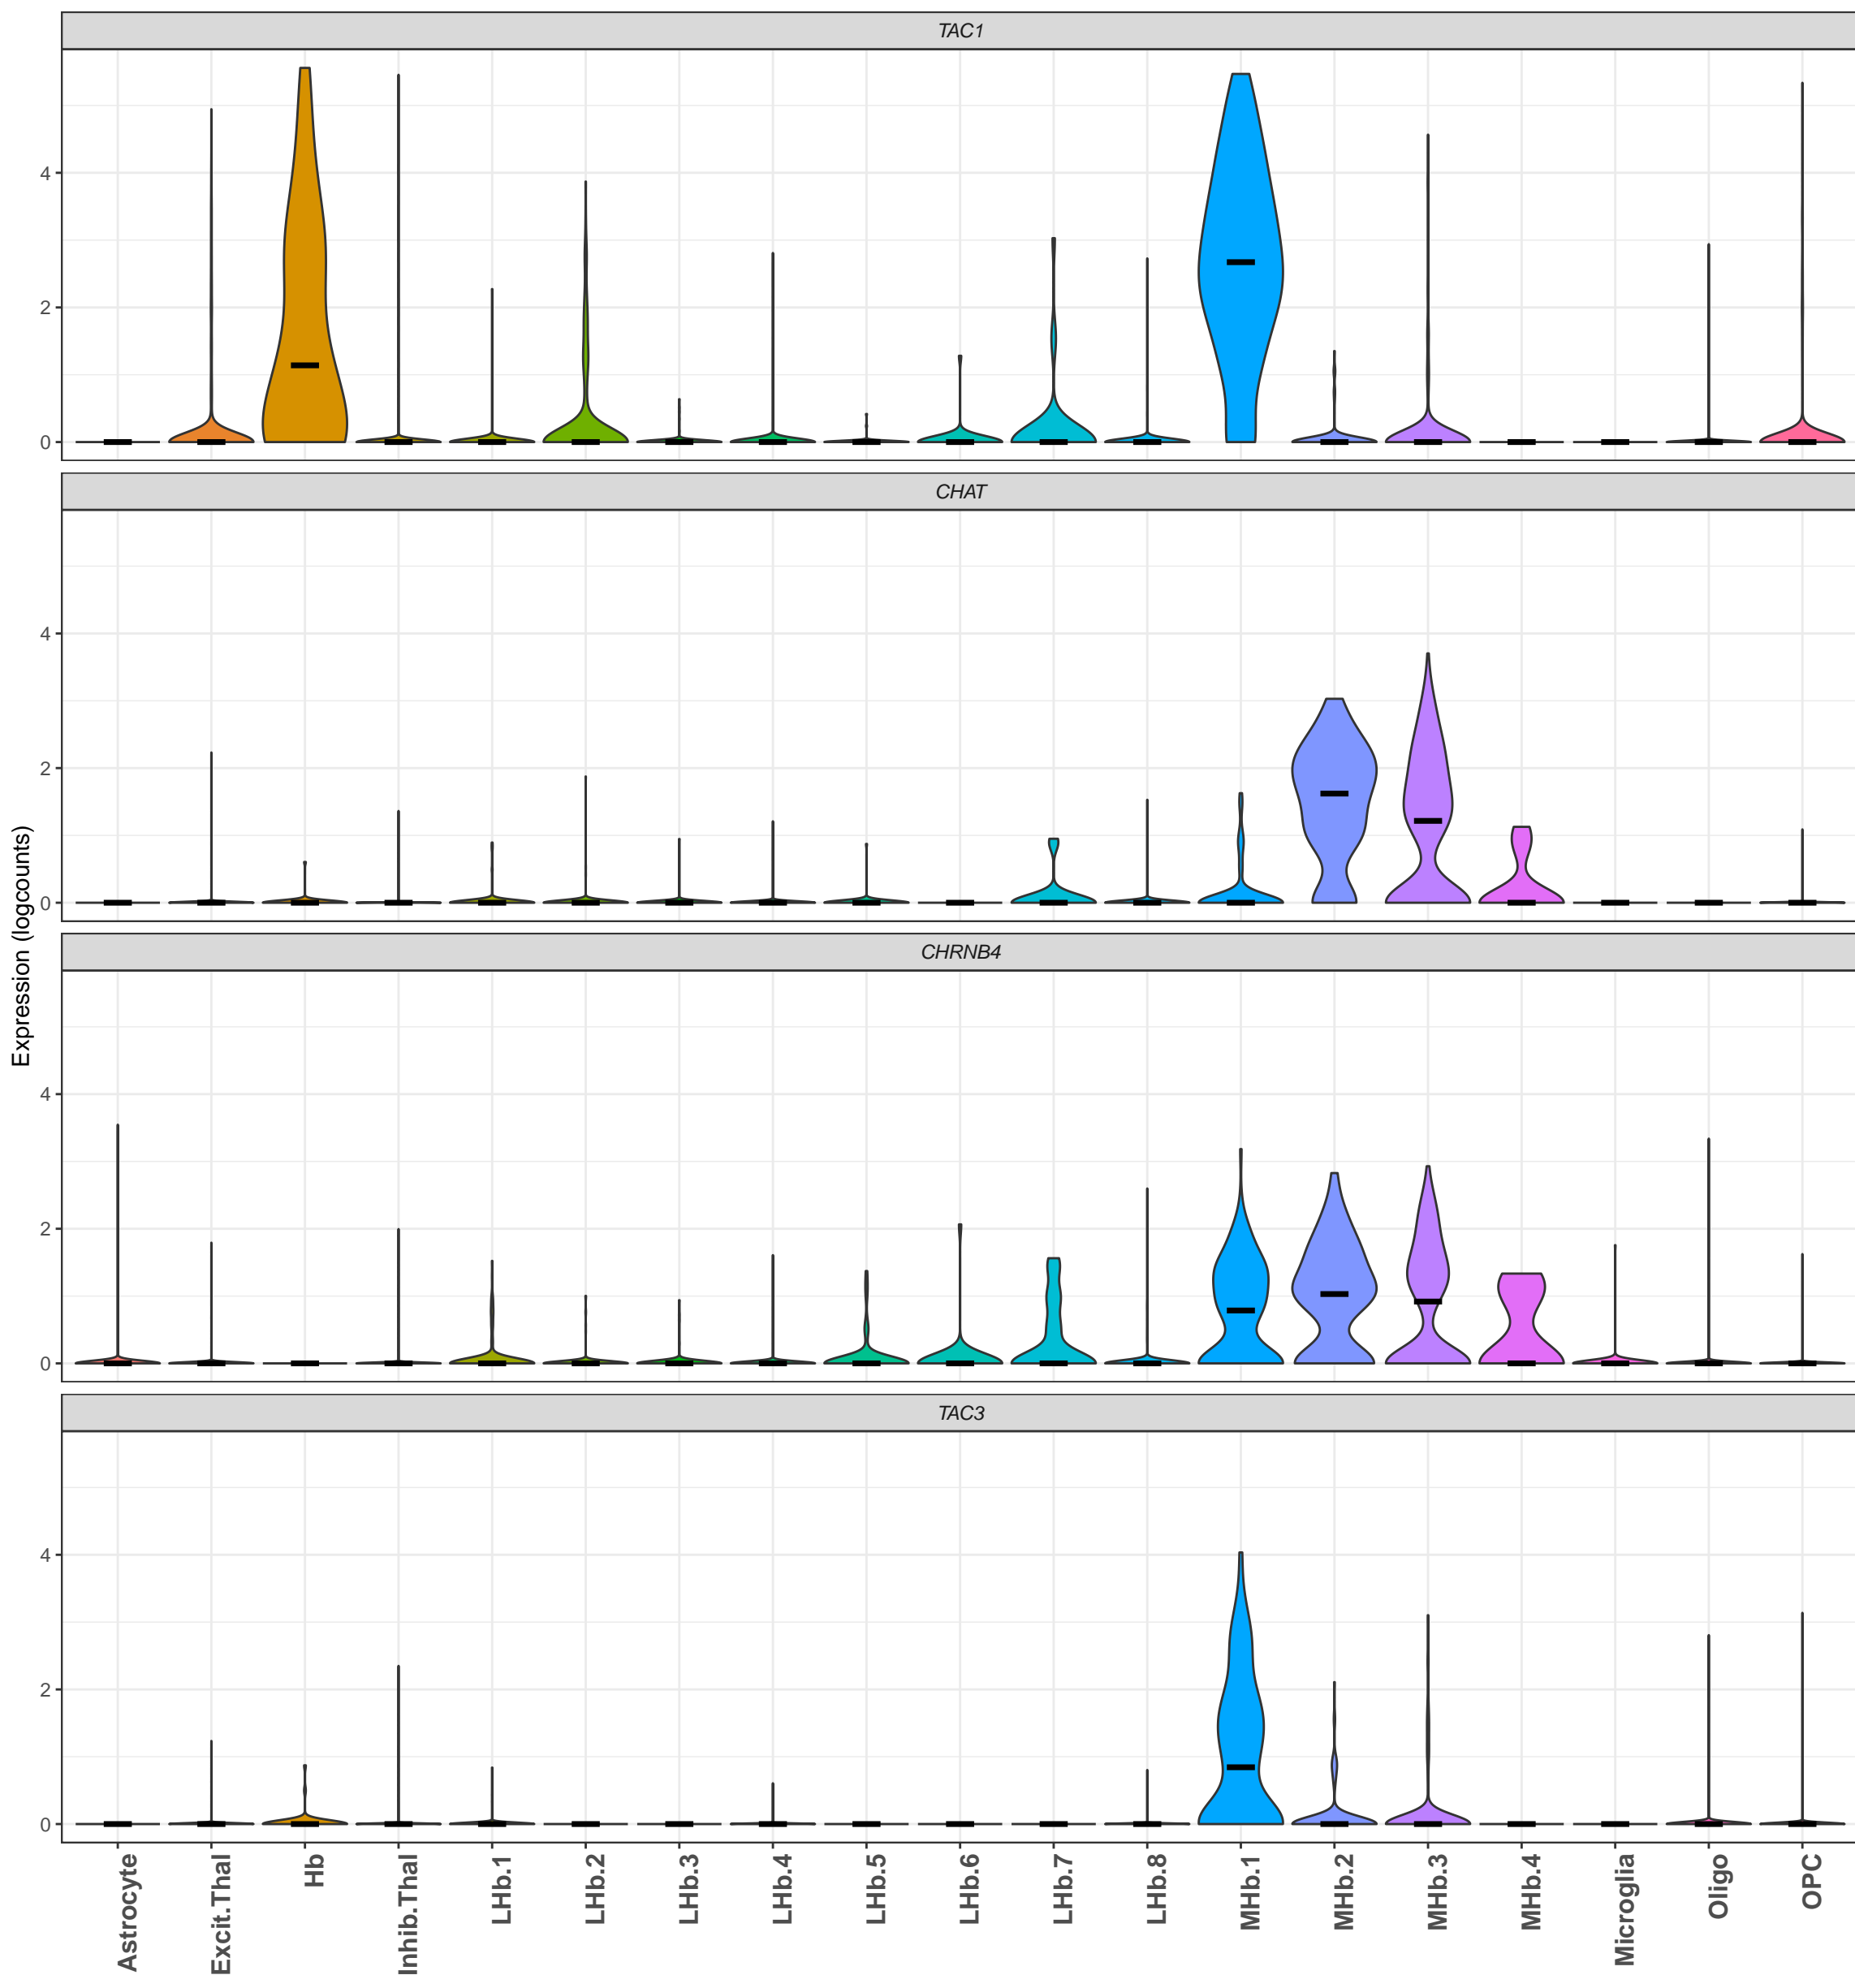 TAC1
4
2
0
CHAT
4
2
0
CHRNB4
4
2
0
TAC3
4
2
0
Expression (logcounts)
Astrocyte
Excit.Thal
Hb
Inhib.Thal
LHb.1
LHb.2
LHb.3
LHb.4
LHb.5
LHb.6
LHb.7
LHb.8
MHb.1
MHb.2
MHb.3
MHb.4
Microglia
Oligo
OPC